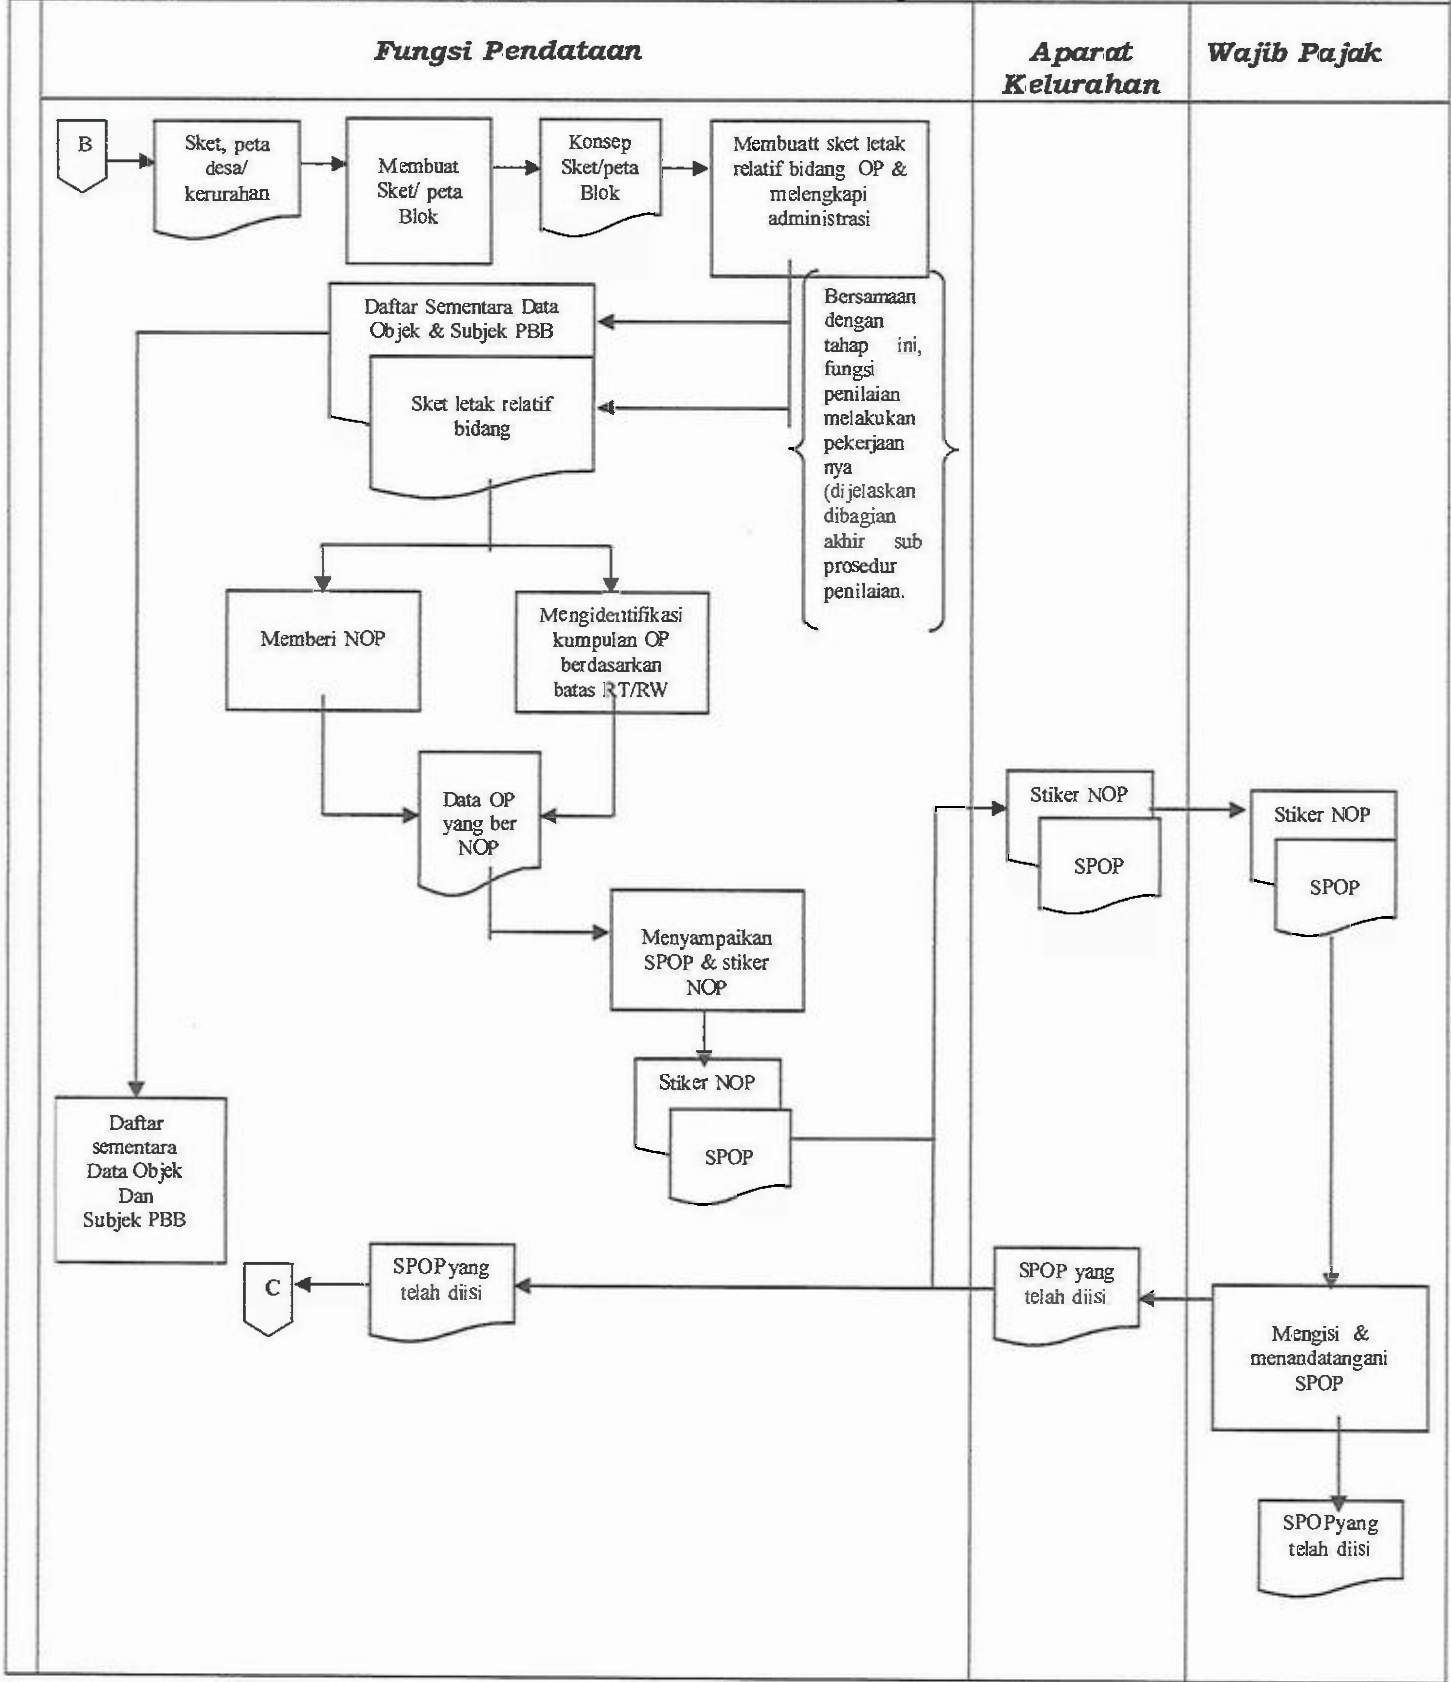 Fungsi Pendataan
Aparat
Kelurahan
Wajib Pajak
B
Sket, peta
desa/
kerurahan
Membuat
Sket/ peta
Blok
Konsep
Sket/peta
Blok
Membuatt sket letak
relatif bidang OP &
melengkapi
administrasi
Bersamaan
dengan
tahap ini,
fungsi
penilaian
melakukan
pekerjaan
nya
(dijelaskan
dibagian
akhir sub
prosedur
penilaian.
Daftar Sementara Data
Objek & Subjek PBB
Sket letak relatif
bidang
Memberi NOP
Mengidentifikasi
kumpulan OP
berdasarkan
batas RT/RW
Data OP
yang ber
NOP
Menyampaikan
SPOP & stiker
NOP
Stiker NOP
SPOP
Stiker NOP
SPOP
Stiker NOP
SPOP
Daftar
sementara
Data Objek
Dan
Subjek PBB
C
SPOP yang
telah diisi
SPOP yang
telah diisi
Mengisi &
menandatangani
SPOP
SPOP yang
telah diisi